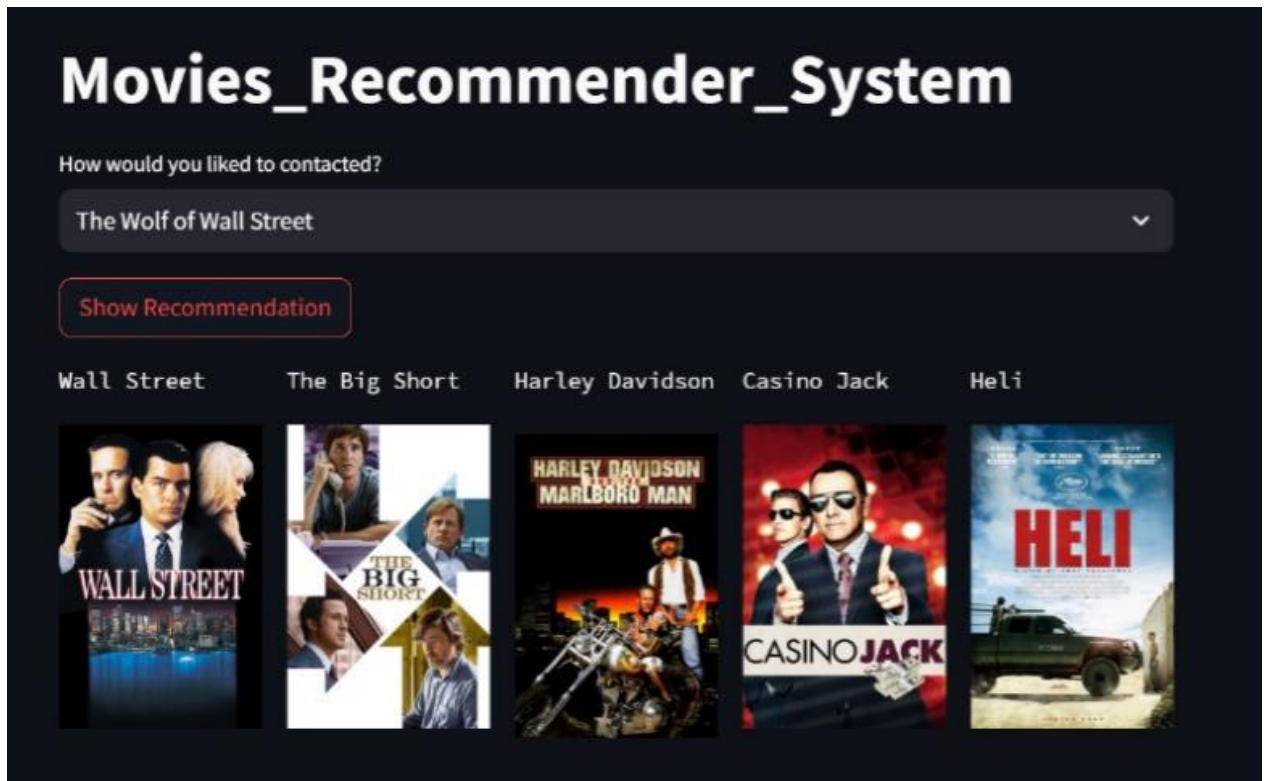 Movies_Recommender_System
How would you liked to contacted?
The Wolf of Wall Street
Show Recommendation
Wall Street
The Big Short
Harley Davidson
Casino Jack
Heli
WALL STREET
THE
BIG
SHORT
HARLEY DAVIDSON
MARLBORO MAN
CASINO JACK
HELI